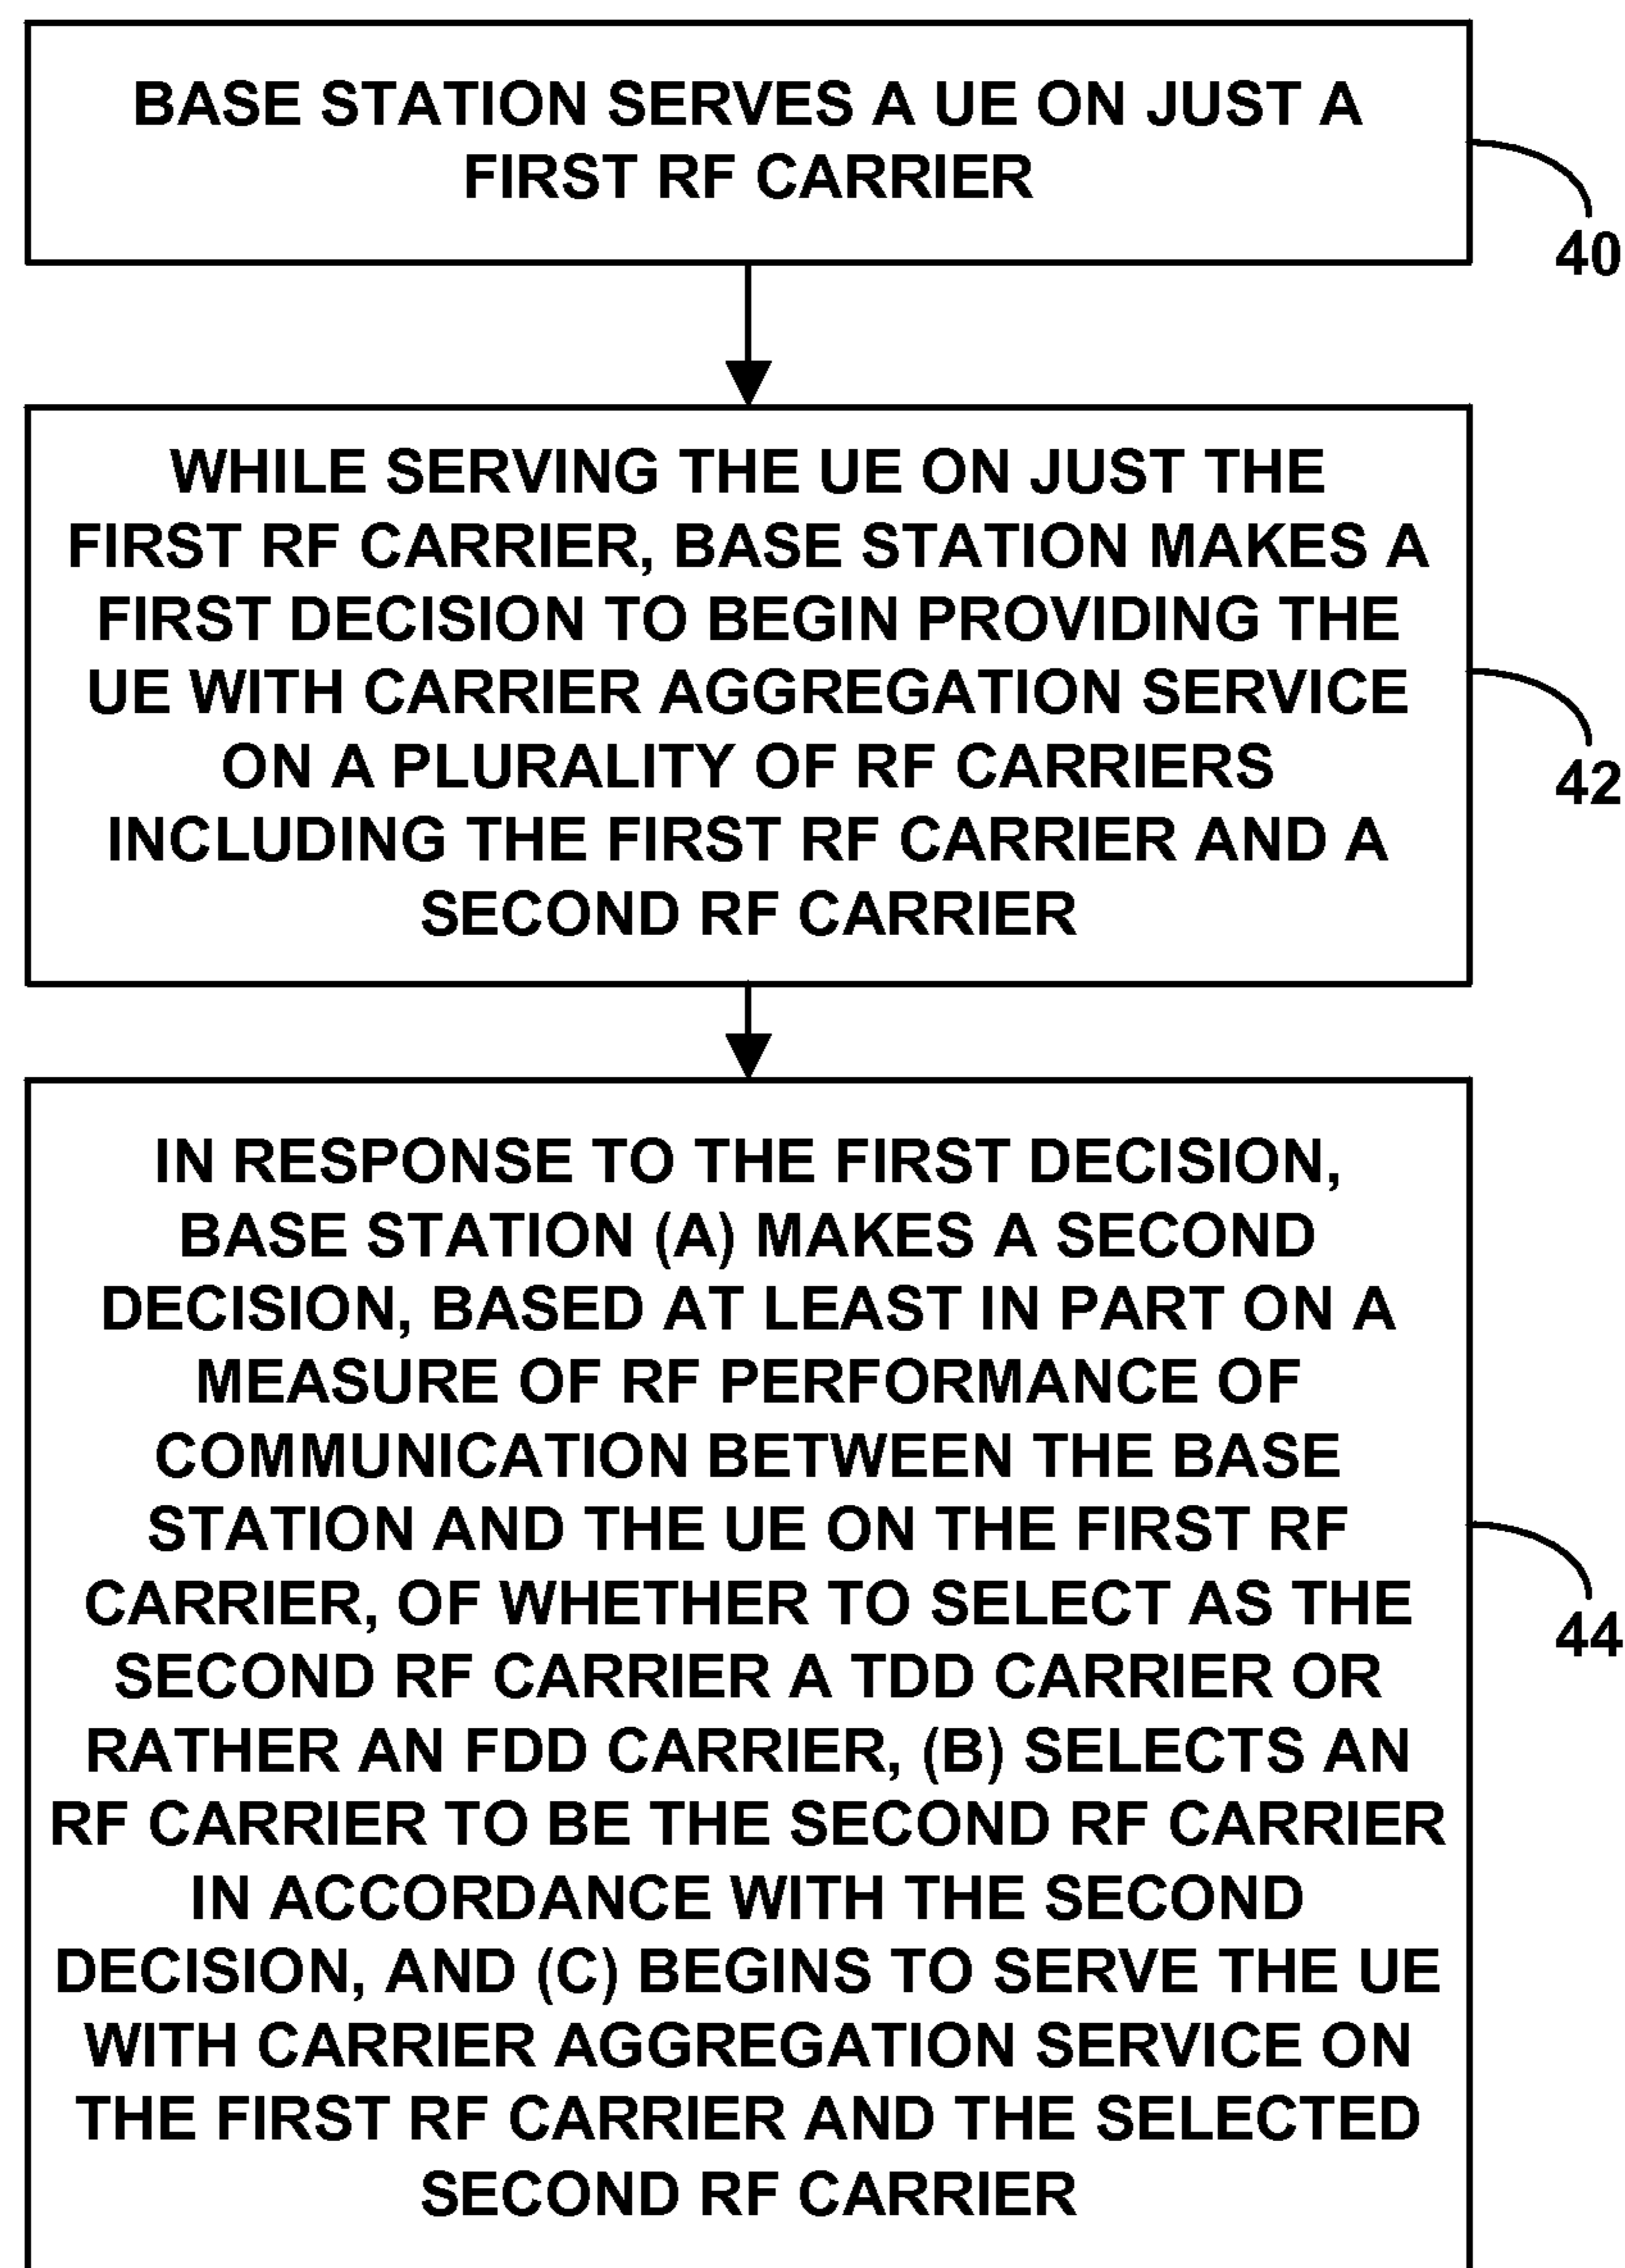 BASE STATION SERVES A UE ON JUST A
FIRST RF CARRIER
40
WHILE SERVING THE UE ON JUST THE
FIRST RF CARRIER, BASE STATION MAKES A
FIRST DECISION TO BEGIN PROVIDING THE
UE WITH CARRIER AGGREGATION SERVICE
ON A PLURALITY OF RF CARRIERS
INCLUDING THE FIRST RF CARRIER AND A
SECOND RF CARRIER
42
IN RESPONSE TO THE FIRST DECISION,
BASE STATION (A) MAKES A SECOND
DECISION, BASED AT LEAST IN PART ON A
MEASURE OF RF PERFORMANCE OF
COMMUNICATION BETWEEN THE BASE
STATION AND THE UE ON THE FIRST RF
CARRIER, OF WHETHER TO SELECT AS THE
SECOND RF CARRIER A TDD CARRIER OR
RATHER AN FDD CARRIER, (B) SELECTS AN
RF CARRIER TO BE THE SECOND RF CARRIER
IN ACCORDANCE WITH THE SECOND
DECISION, AND (C) BEGINS TO SERVE THE UE
WITH CARRIER AGGREGATION SERVICE ON
THE FIRST RF CARRIER AND THE SELECTED
SECOND RF CARRIER
44